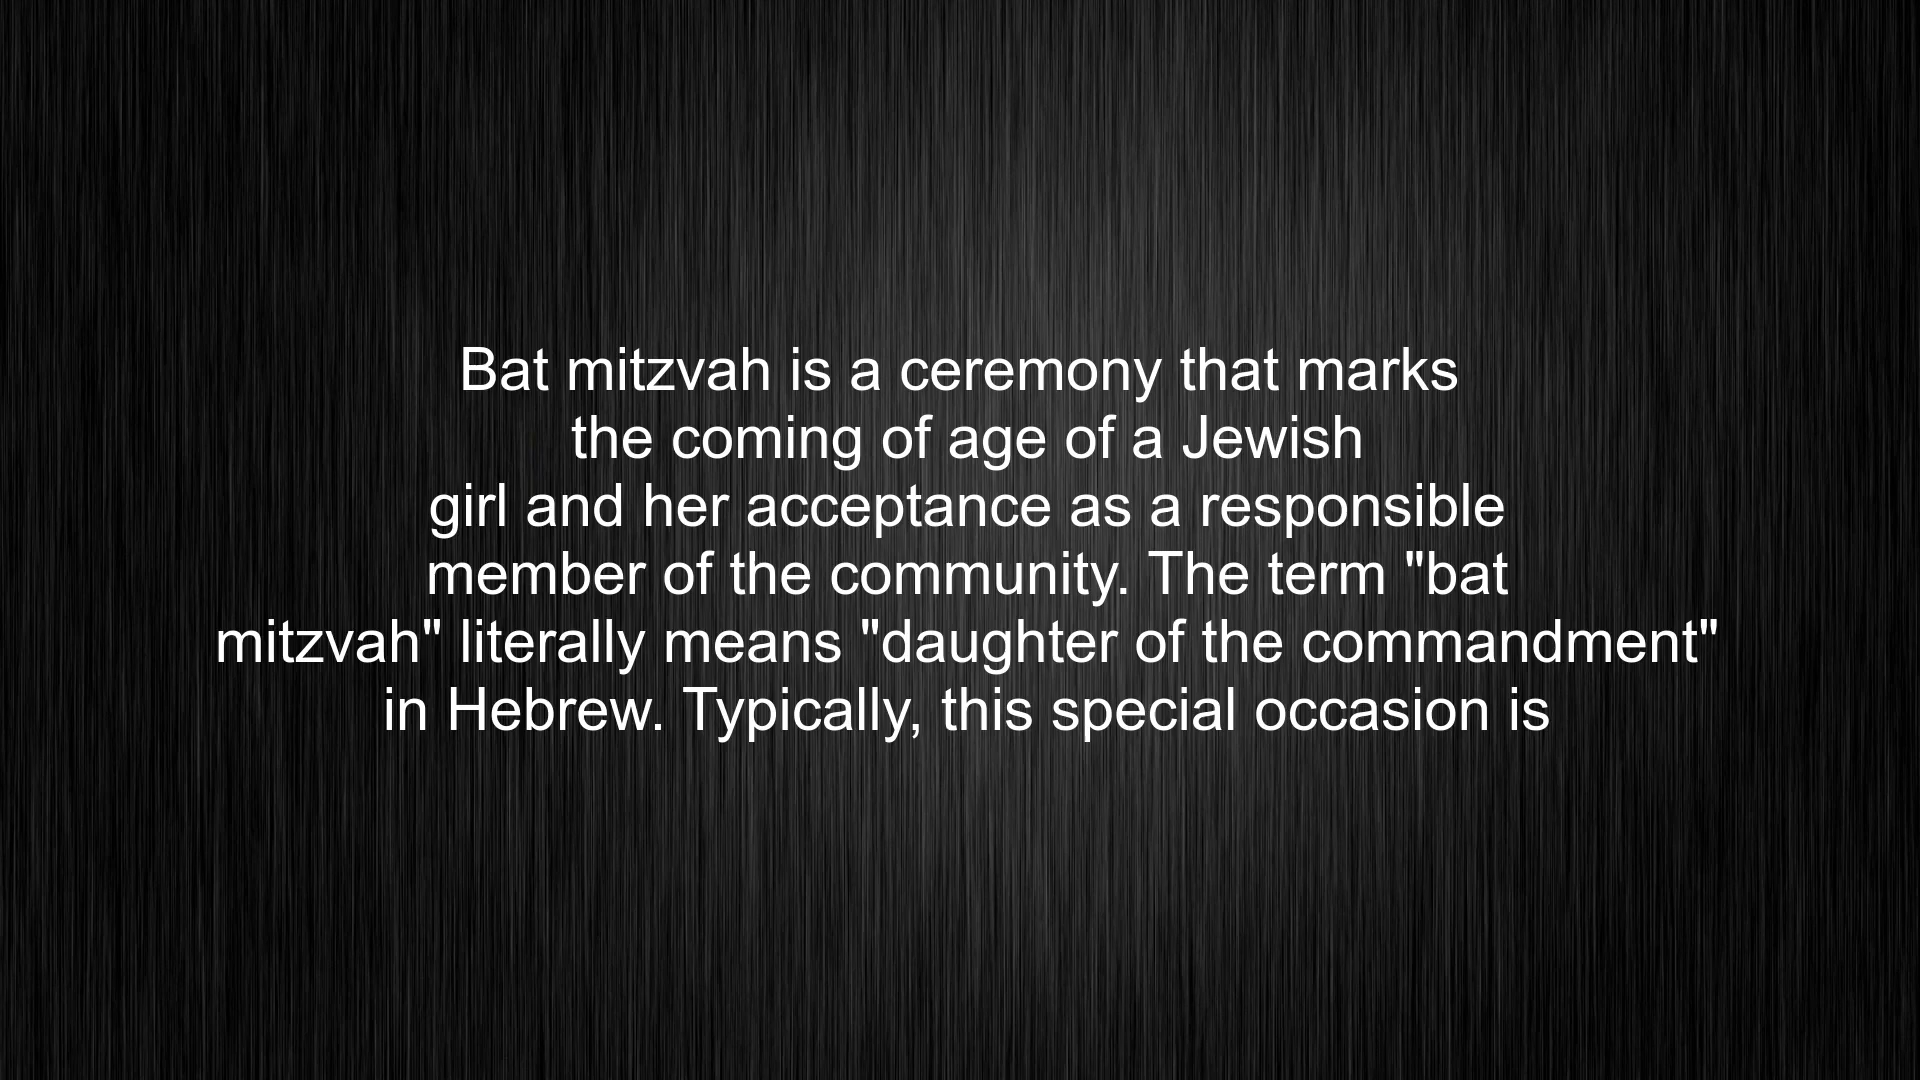 Bat mitzvah is a ceremony that marks
the coming of age of a Jewish
girl and her acceptance as a responsible
member of the community. The term "bat
mitzvah" literally means "daughter of the commandment"
in Hebrew. Typically, this special occasion is